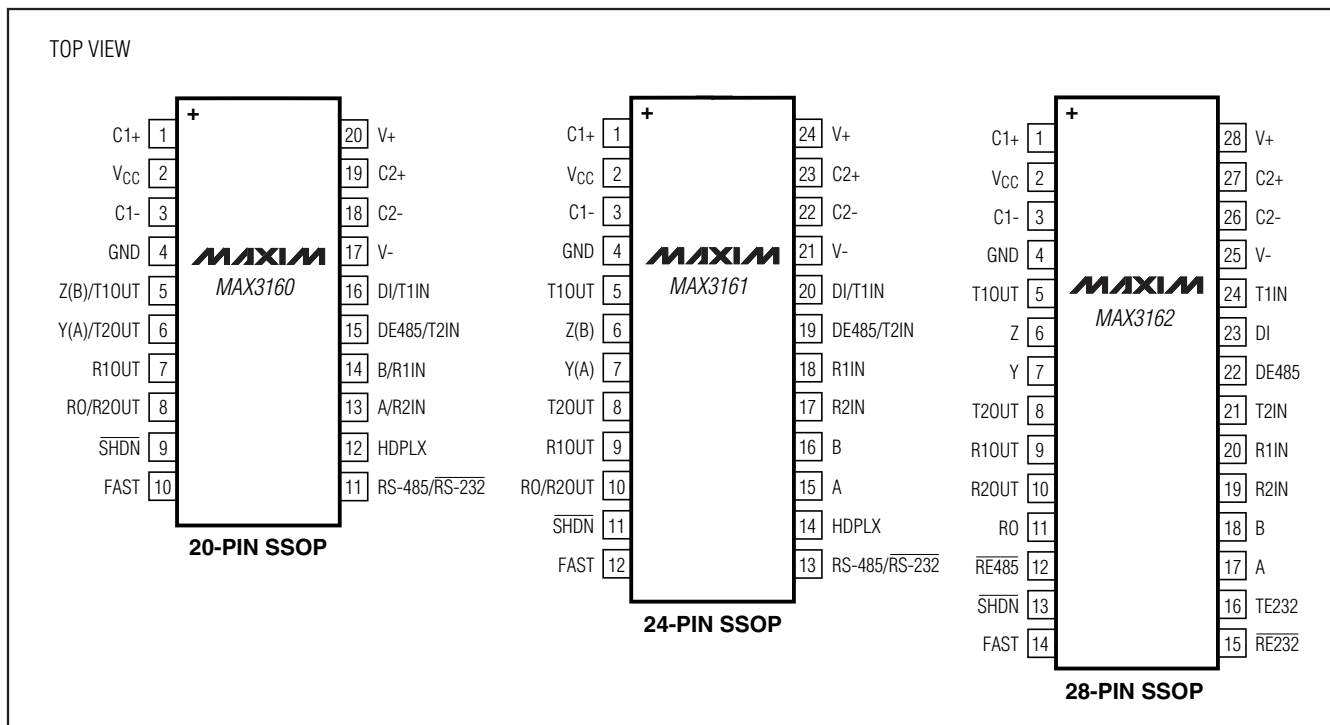 TOP VIEW
+
C1+ 1 20 V+
VCC 2 19 C2+
C1- 3 18 C2-
GND 4 17 V-
MAXIM
MAX3160
Z(B)/T1OUT 5 16 DI/T1IN
Y(A)/T2OUT 6 15 DE485/T2IN
R1OUT 7 14 B/R1IN
RO/R2OUT 8 13 A/R2IN
SHDN 9 12 HDPLX
FAST 10 11 RS-485/RS-232
20-PIN SSOP
+
C1+ 1 24 V+
VCC 2 23 C2+
C1- 3 22 C2-
GND 4 21 V-
MAXIM
MAX3161
T1OUT 5 20 DI/T1IN
Z(B) 6 19 DE485/T2IN
Y(A) 7 18 R1IN
T2OUT 8 17 R2IN
R1OUT 9 16 B
RO/R2OUT 10 15 A
SHDN 11 14 HDPLX
FAST 12 13 RS-485/RS-232
24-PIN SSOP
+
C1+ 1 28 V+
VCC 2 27 C2+
C1- 3 26 C2-
GND 4 25 V-
MAXIM
MAX3162
T1OUT 5 24 T1IN
Z 6 23 DI
Y 7 22 DE485
T2OUT 8 21 T2IN
R1OUT 9 20 R1IN
R2OUT 10 19 R2IN
RO 11 18 B
RE485 12 17 A
SHDN 13 16 TE232
FAST 14 15 RE232
28-PIN SSOP